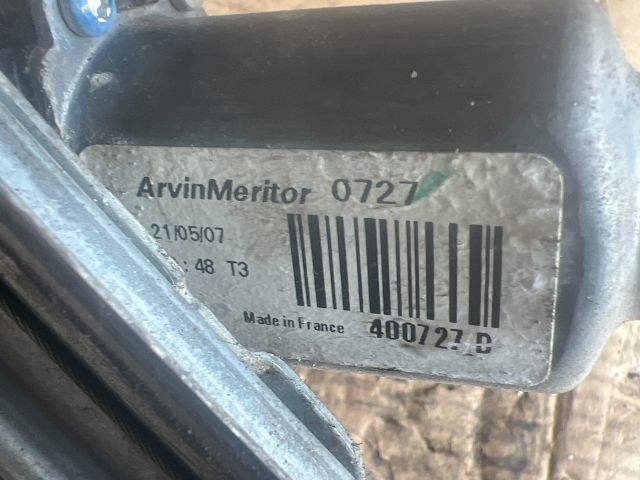 ArvinMeritor 0727
21/05/07
: 48 T3
Made in France 400727 D